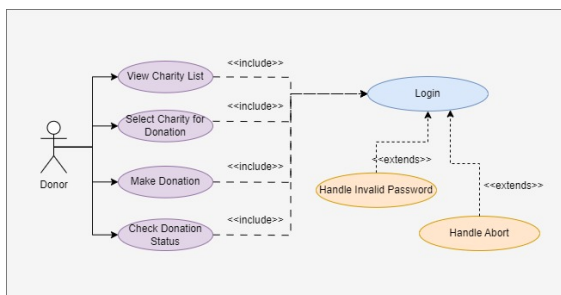 <<include>>
View Charity List
<<include>>
Login
Select Charity for
Donation
<<include>>
<<extends>>
Donor
Make Donation
Handle Invalid Password
<<extends>>
<<include>>
Check Donation
Status
Handle Abort